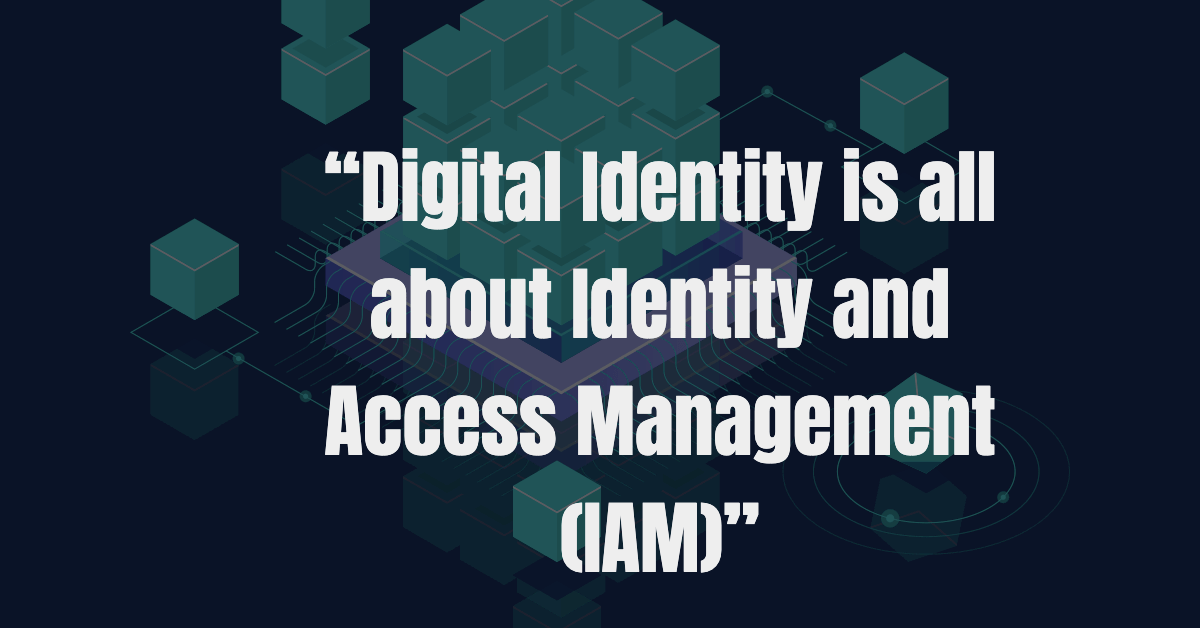 “Digital Identity is all
about Identity and
Access Management
(IAM)”